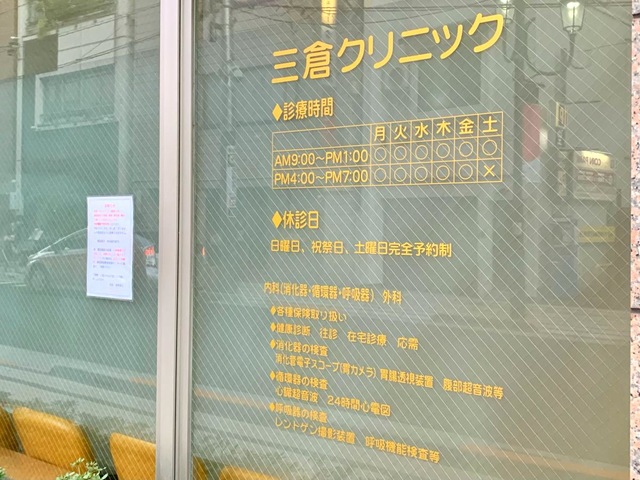 三倉クリニック
◆診療時間
月 火 水 木 金 土
AM9:00～PM1:00 ○ ○ ○ ○ ○ ○
PM4:00～PM7:00 ○ ○ ○ ○ ○ ×
◆休診日
日曜日、祝祭日、土曜日完全予約制
内科(消化器・循環器・呼吸器) 外科
◆各種保険取り扱い
◆健康診断 往診 在宅診療 応需
◆消化器の検査
消化管電子スコープ(胃カメラ) 胃腸透視装置 腹部超音波等
◆循環器の検査
心臓超音波 24時間心電図
◆呼吸器の検査
レントゲン撮影装置 呼吸機能検査等